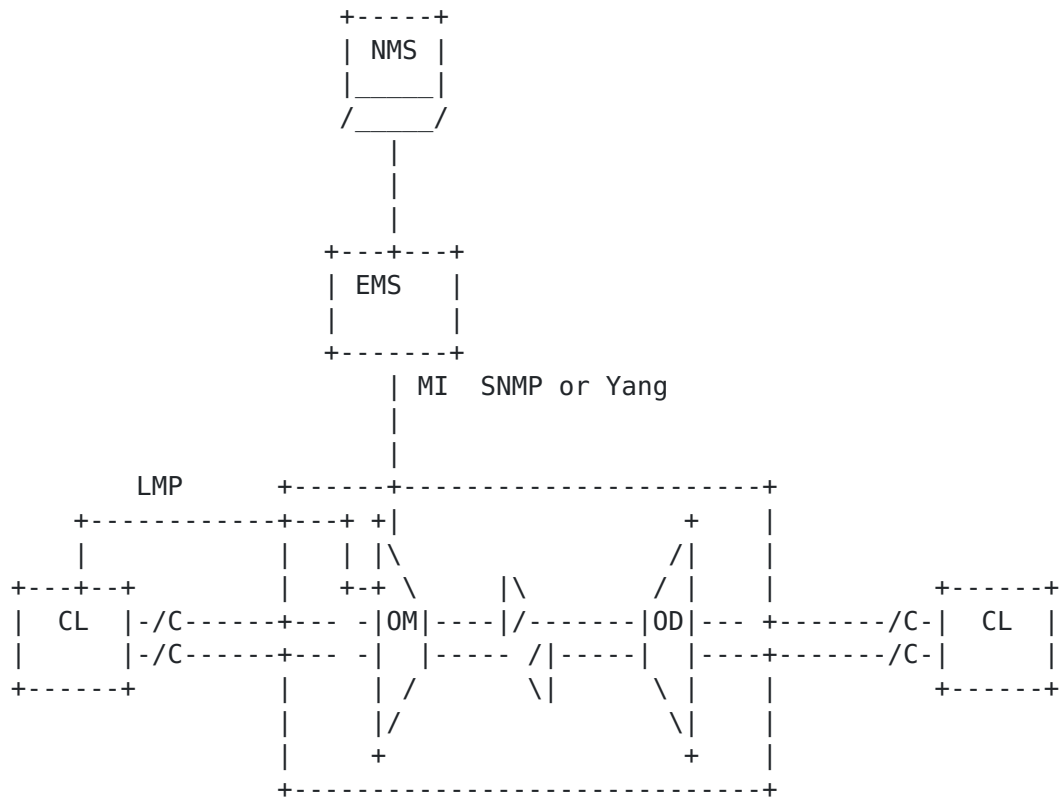 NMS
EMS
MI SNMP or Yang
LMP
CL -/C OM OD /C- CL
-/C /C-